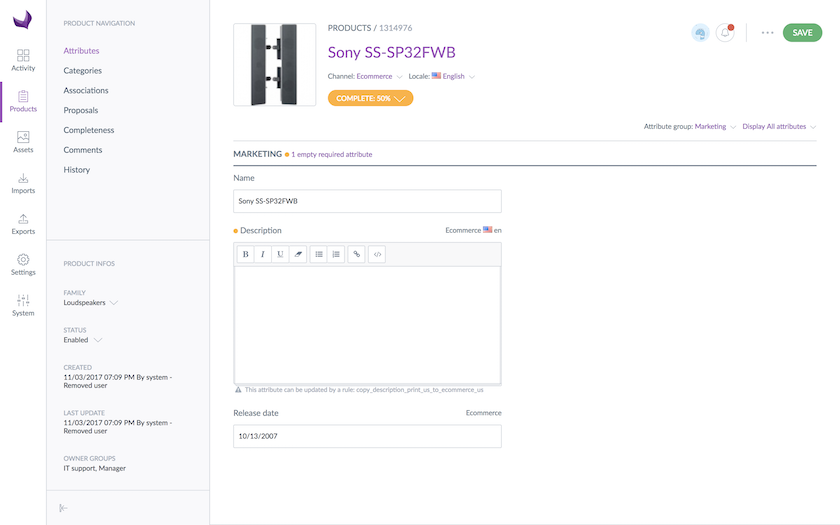 Activity
Products
Assets
Imports
Exports
Settings
System
PRODUCT NAVIGATION
Attributes
Categories
Associations
Proposals
Completeness
Comments
History
PRODUCT INFOS
FAMILY
Loudspeakers
STATUS
Enabled
CREATED
11/03/2017 07:09 PM By system -
Removed user
LAST UPDATE
11/03/2017 07:09 PM By system -
Removed user
OWNER GROUPS
IT support, Manager
PRODUCTS / 1314976
SAVE
Sony SS-SP32FWB
Channel: Ecommerce Locale: English
COMPLETE: 50%
Attribute group: Marketing Display All attributes
MARKETING 1 empty required attribute
Name
Sony SS-SP32FWB
Description Ecommerce en
B I U
This attribute can be updated by a rule: copy_description_print_us_to_ecommerce_us
Release date Ecommerce
10/13/2007